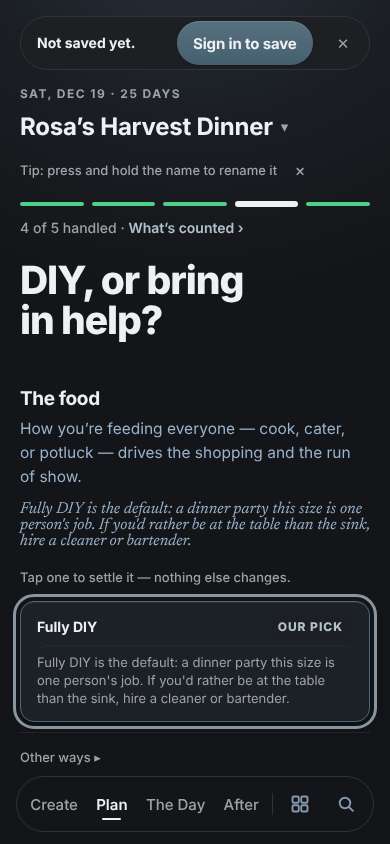 Not saved yet.
Sign in to save
×
SAT, DEC 19 · 25 DAYS
Rosa’s Harvest Dinner ▾
Tip: press and hold the name to rename it ×
4 of 5 handled · What’s counted ›
DIY, or bring
in help?
The food
How you’re feeding everyone — cook, cater,
or potluck — drives the shopping and the run
of show.
Fully DIY is the default: a dinner party this size is one
person's job. If you'd rather be at the table than the sink,
hire a cleaner or bartender.
Tap one to settle it — nothing else changes.
Fully DIY
OUR PICK
Fully DIY is the default: a dinner party this size is
one person's job. If you'd rather be at the table
than the sink, hire a cleaner or bartender.
Other ways ▸
Create Plan The Day After